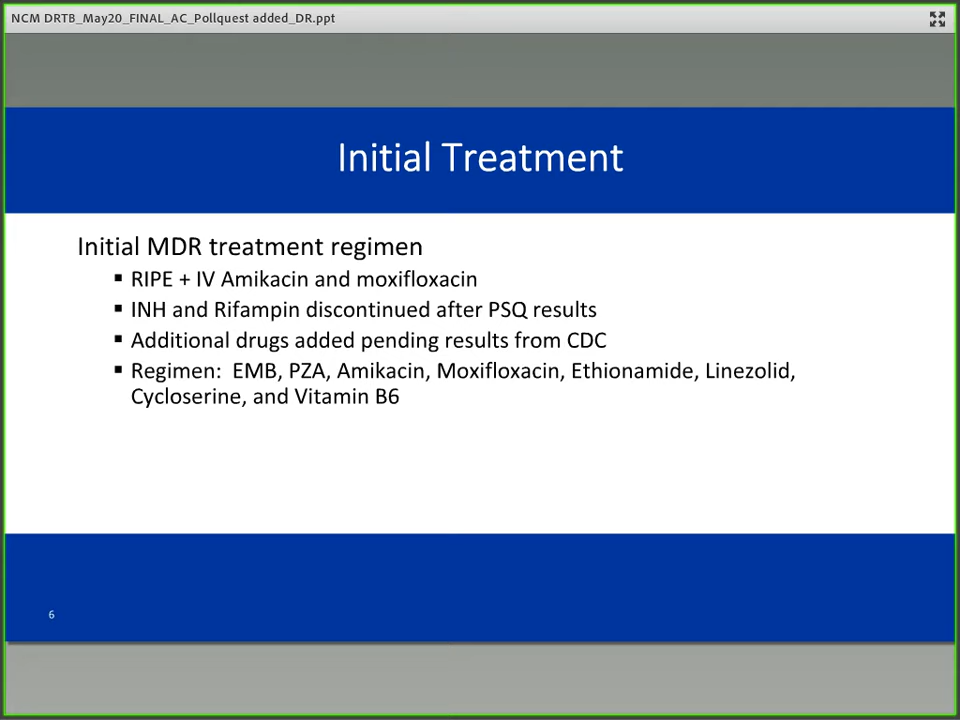 NCM DRTB_May20_FINAL_AC_Pollquest added_DR.ppt
Initial Treatment
Initial MDR treatment regimen
▪ RIPE + IV Amikacin and moxifloxacin
▪ INH and Rifampin discontinued after PSQ results
▪ Additional drugs added pending results from CDC
▪ Regimen:  EMB, PZA, Amikacin, Moxifloxacin, Ethionamide, Linezolid,
Cycloserine, and Vitamin B6
6